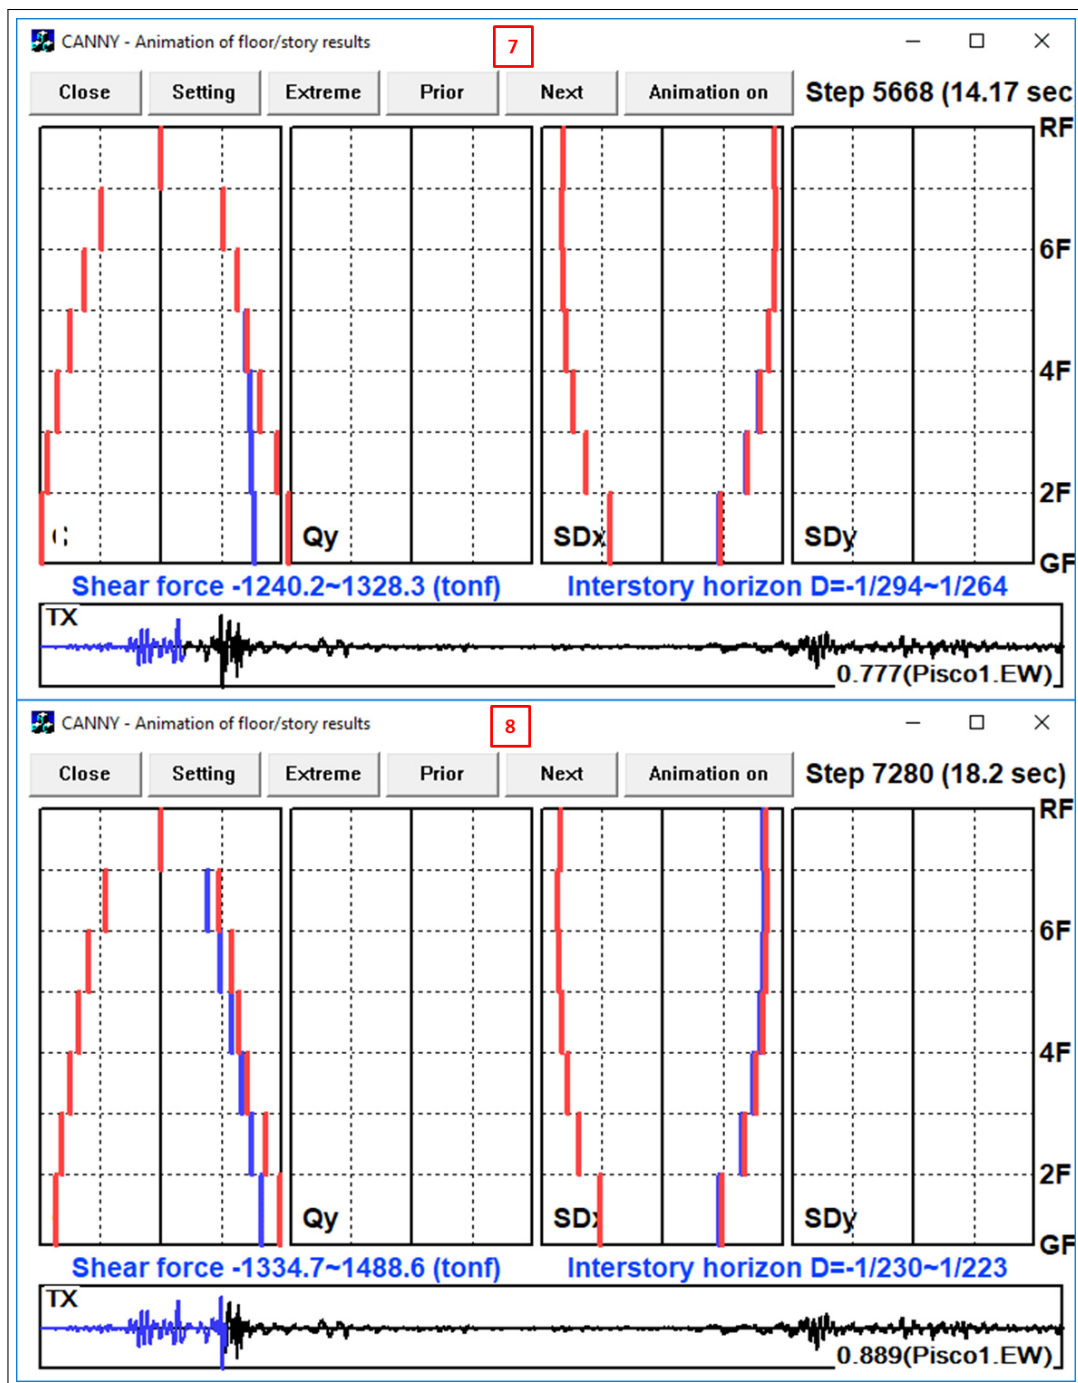 CANNY - Animation of floor/story results
7
Close Setting Extreme Prior Next Animation on Step 5668 (14.17 sec
RF
6F
4F
2F
Qy SDx SDy
GF
Shear force -1240.2~1328.3 (tonf) Interstory horizon D=-1/294~1/264
TX
0.777(Pisco1.EW)
CANNY - Animation of floor/story results
8
Close Setting Extreme Prior Next Animation on Step 7280 (18.2 sec)
RF
6F
4F
2F
Qy SDx SDy
GF
Shear force -1334.7~1488.6 (tonf) Interstory horizon D=-1/230~1/223
TX
0.889(Pisco1.EW)